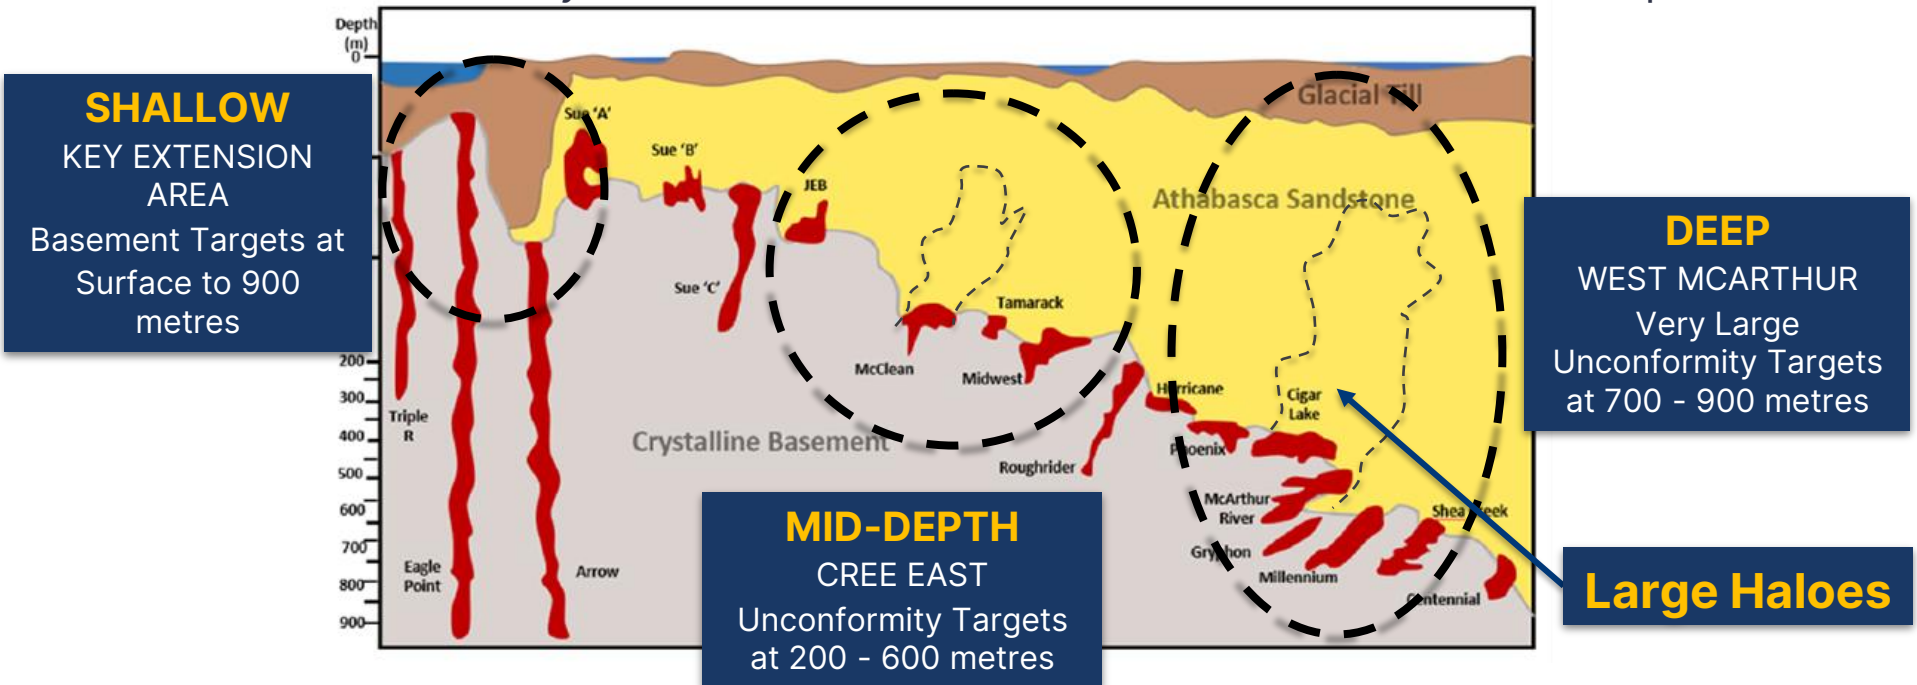 Depth
(m)
0
200
300
400
500
600
700
800
900
SHALLOW
KEY EXTENSION
AREA
Basement Targets at
Surface to 900
metres
Sue 'A'
Sue 'B'
Sue 'C'
JEB
Glacial Till
Athabasca Sandstone
Crystalline Basement
Tamarack
McClean
Midwest
Triple
R
Eagle
Point
Arrow
Roughrider
Hurricane
Phoenix
Cigar
Lake
McArthur
River
Gryphon
Millennium
Shea Creek
Centennial
MID-DEPTH
CREE EAST
Unconformity Targets
at 200 - 600 metres
DEEP
WEST MCARTHUR
Very Large
Unconformity Targets
at 700 - 900 metres
Large Haloes